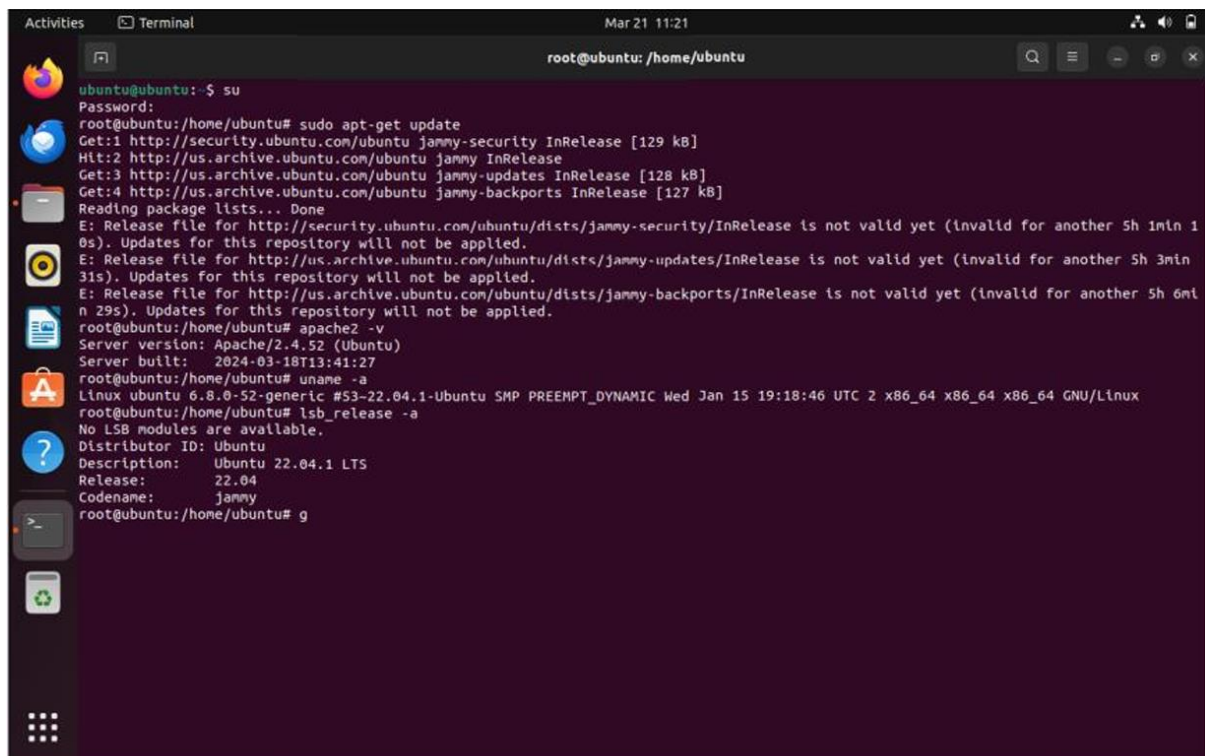 Activities
Terminal
Mar 21 11:21
root@ubuntu: /home/ubuntu
ubuntu@ubuntu:~$ su
Password:
root@ubuntu:/home/ubuntu# sudo apt-get update
Get:1 http://security.ubuntu.com/ubuntu jammy-security InRelease [129 kB]
Hit:2 http://us.archive.ubuntu.com/ubuntu jammy InRelease
Get:3 http://us.archive.ubuntu.com/ubuntu jammy-updates InRelease [128 kB]
Get:4 http://us.archive.ubuntu.com/ubuntu jammy-backports InRelease [127 kB]
Reading package lists... Done
E: Release file for http://security.ubuntu.com/ubuntu/dists/jammy-security/InRelease is not valid yet (invalid for another 5h 1min 1
0s). Updates for this repository will not be applied.
E: Release file for http://us.archive.ubuntu.com/ubuntu/dists/jammy-updates/InRelease is not valid yet (invalid for another 5h 3min
31s). Updates for this repository will not be applied.
E: Release file for http://us.archive.ubuntu.com/ubuntu/dists/jammy-backports/InRelease is not valid yet (invalid for another 5h 6mi
n 29s). Updates for this repository will not be applied.
root@ubuntu:/home/ubuntu# apache2 -v
Server version: Apache/2.4.52 (Ubuntu)
Server built:   2024-03-18T13:41:27
root@ubuntu:/home/ubuntu# uname -a
Linux ubuntu 6.8.0-52-generic #53~22.04.1-Ubuntu SMP PREEMPT_DYNAMIC Wed Jan 15 19:18:46 UTC 2 x86_64 x86_64 x86_64 GNU/Linux
root@ubuntu:/home/ubuntu# lsb_release -a
No LSB modules are available.
Distributor ID: Ubuntu
Description:    Ubuntu 22.04.1 LTS
Release:        22.04
Codename:       jammy
root@ubuntu:/home/ubuntu# g